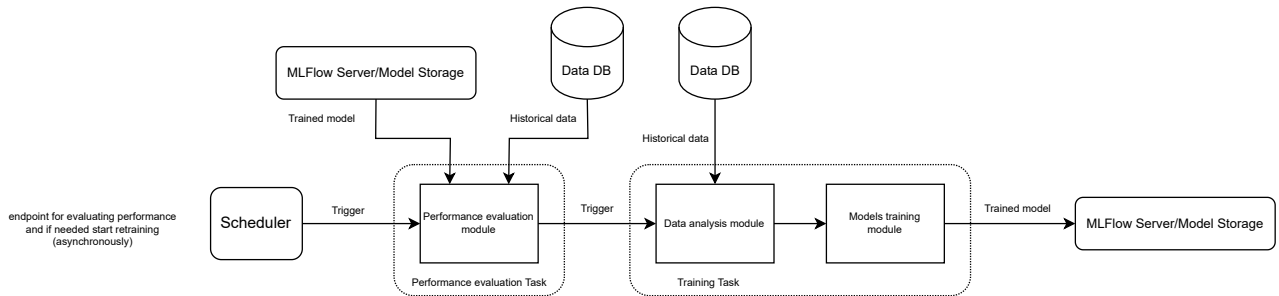 Data DB
Data DB
MLFlow Server/Model Storage
Trained model
Historical data
Historical data
endpoint for evaluating performance
and if needed start retraining
(asynchronously)
Scheduler
Trigger
Performance evaluation
module
Trigger
Data analysis module
Models training
module
Trained model
MLFlow Server/Model Storage
Performance evaluation Task
Training Task